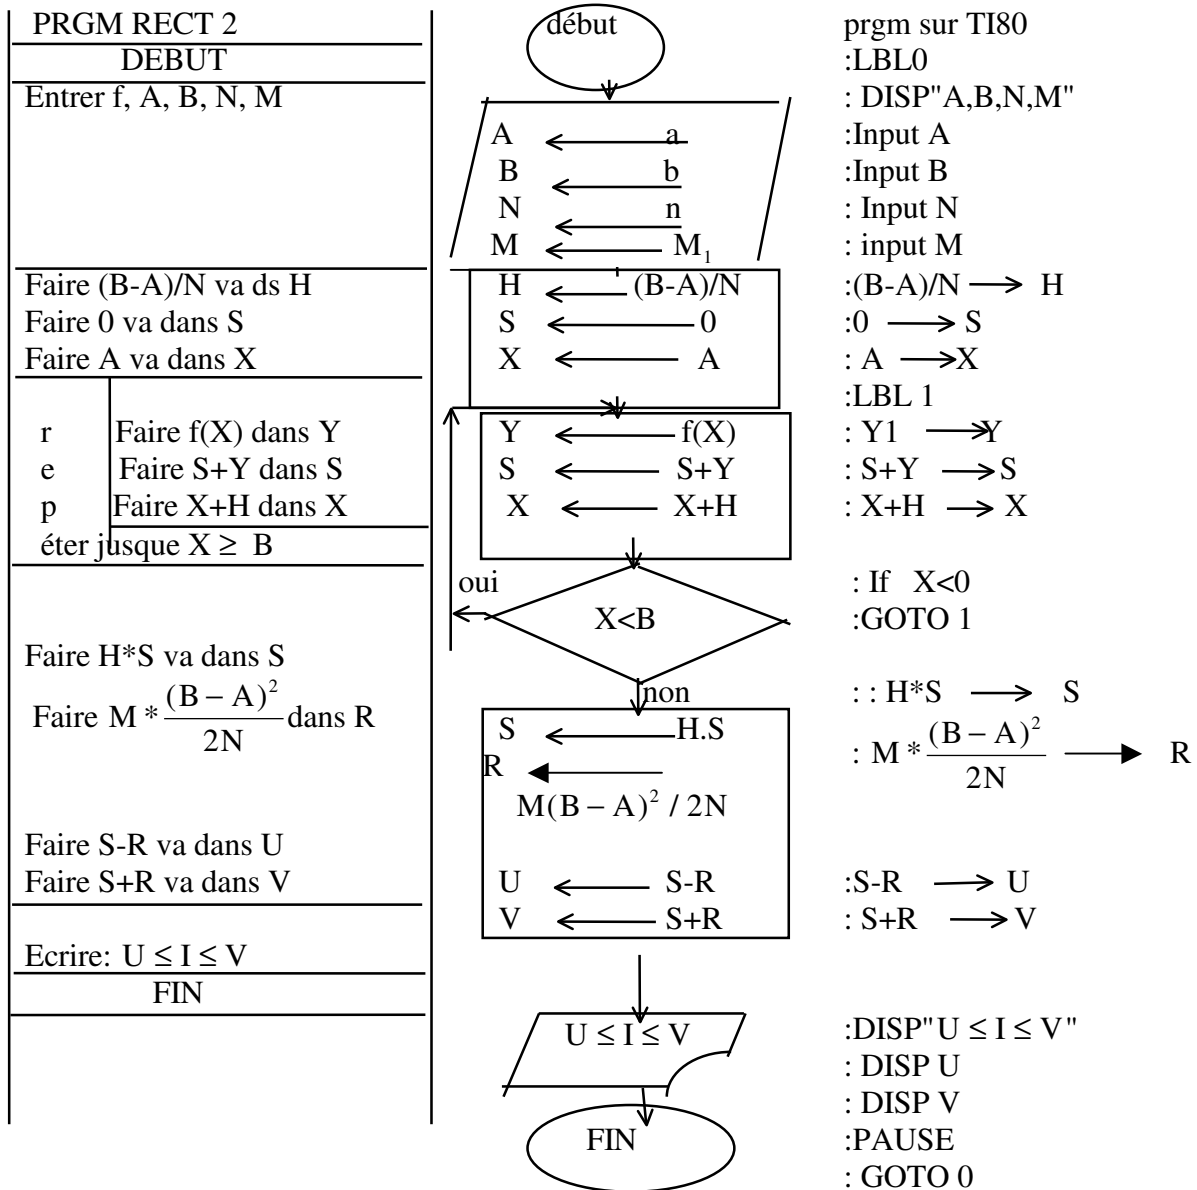 PRGM RECT 2
DEBUT
Entrer f, A, B, N, M
Faire (B-A)/N va ds H
Faire 0 va dans S
Faire A va dans X
r Faire f(X) dans Y
e Faire S+Y dans S
p Faire X+H dans X
éter jusque X ≥ B
Faire H*S va dans S
Faire M * (B − A)² / 2N dans R
Faire S-R va dans U
Faire S+R va dans V
Ecrire: U ≤ I ≤ V
FIN
début
A ← a
B ← b
N ← n
M ← M₁
H ← (B-A)/N
S ← 0
X ← A
Y ← f(X)
S ← S+Y
X ← X+H
oui
X<B
non
S ← H.S
R ←
M(B − A)² / 2N
U ← S-R
V ← S+R
U ≤ I ≤ V
FIN
prgm sur TI80
:LBL0
: DISP"A,B,N,M"
:Input A
:Input B
: Input N
: input M
:(B-A)/N → H
:0 → S
: A → X
:LBL 1
: Y1 → Y
: S+Y → S
: X+H → X
: If X<0
:GOTO 1
: : H*S → S
: M * (B − A)² / 2N → R
:S-R → U
: S+R → V
:DISP"U ≤ I ≤ V"
: DISP U
: DISP V
:PAUSE
: GOTO 0